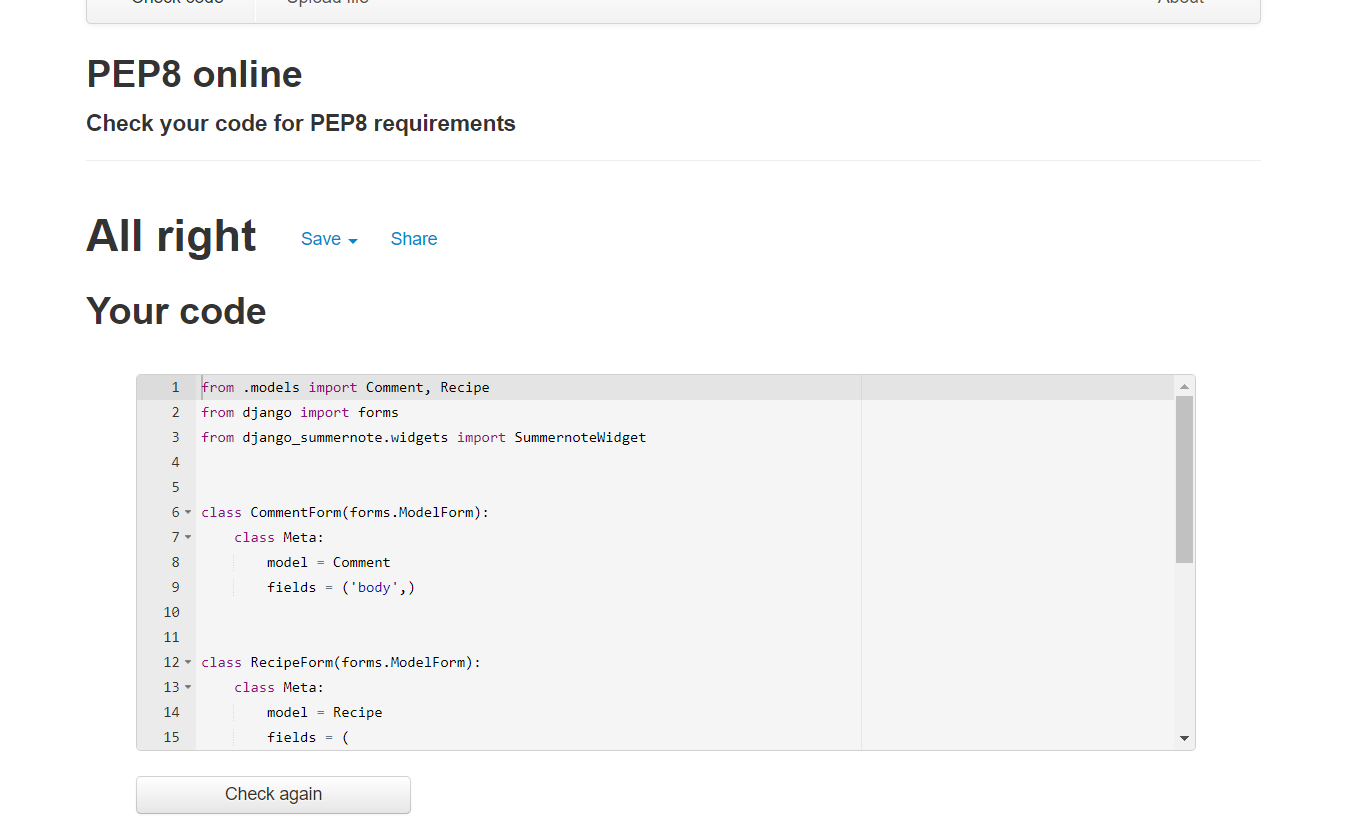 Check code Upload file About
PEP8 online
Check your code for PEP8 requirements
All right Save Share
Your code
1 from .models import Comment, Recipe
2 from django import forms
3 from django_summernote.widgets import SummernoteWidget
4
5
6 class CommentForm(forms.ModelForm):
7     class Meta:
8         model = Comment
9         fields = ('body',)
10
11
12 class RecipeForm(forms.ModelForm):
13     class Meta:
14         model = Recipe
15         fields = (
Check again